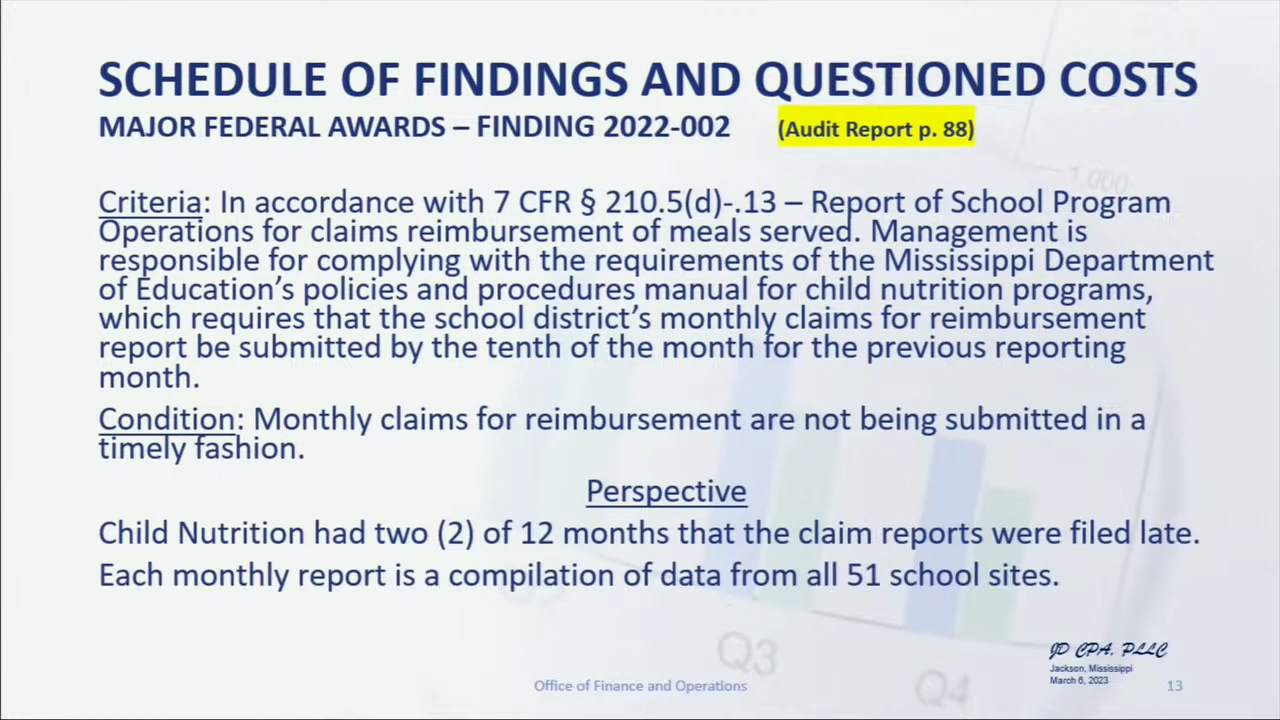 SCHEDULE OF FINDINGS AND QUESTIONED COSTS
MAJOR FEDERAL AWARDS – FINDING 2022-002 (Audit Report p. 88)
Criteria: In accordance with 7 CFR § 210.5(d)-.13 – Report of School Program
Operations for claims reimbursement of meals served. Management is
responsible for complying with the requirements of the Mississippi Department
of Education’s policies and procedures manual for child nutrition programs,
which requires that the school district’s monthly claims for reimbursement
report be submitted by the tenth of the month for the previous reporting
month.
Condition: Monthly claims for reimbursement are not being submitted in a
timely fashion.
Perspective
Child Nutrition had two (2) of 12 months that the claim reports were filed late.
Each monthly report is a compilation of data from all 51 school sites.
1,000
Q3
Q4
JD CPA, PLLC
Jackson, Mississippi
March 6, 2023
Office of Finance and Operations
13